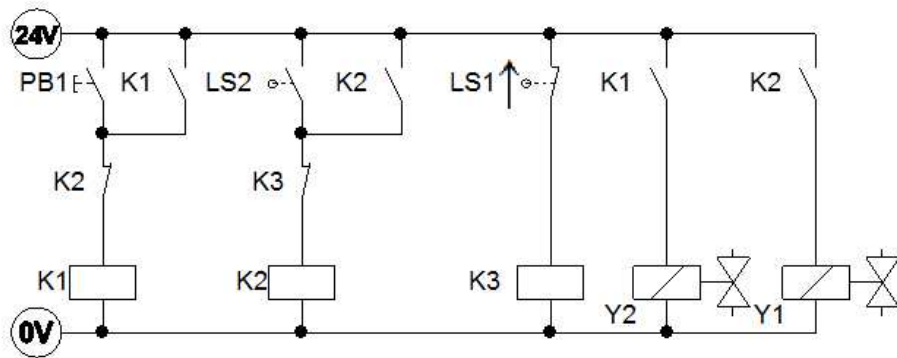 24V
PB1 K1 LS2 K2 LS1 K1 K2
K2 K3
K1 K2 K3 Y2 Y1
0V